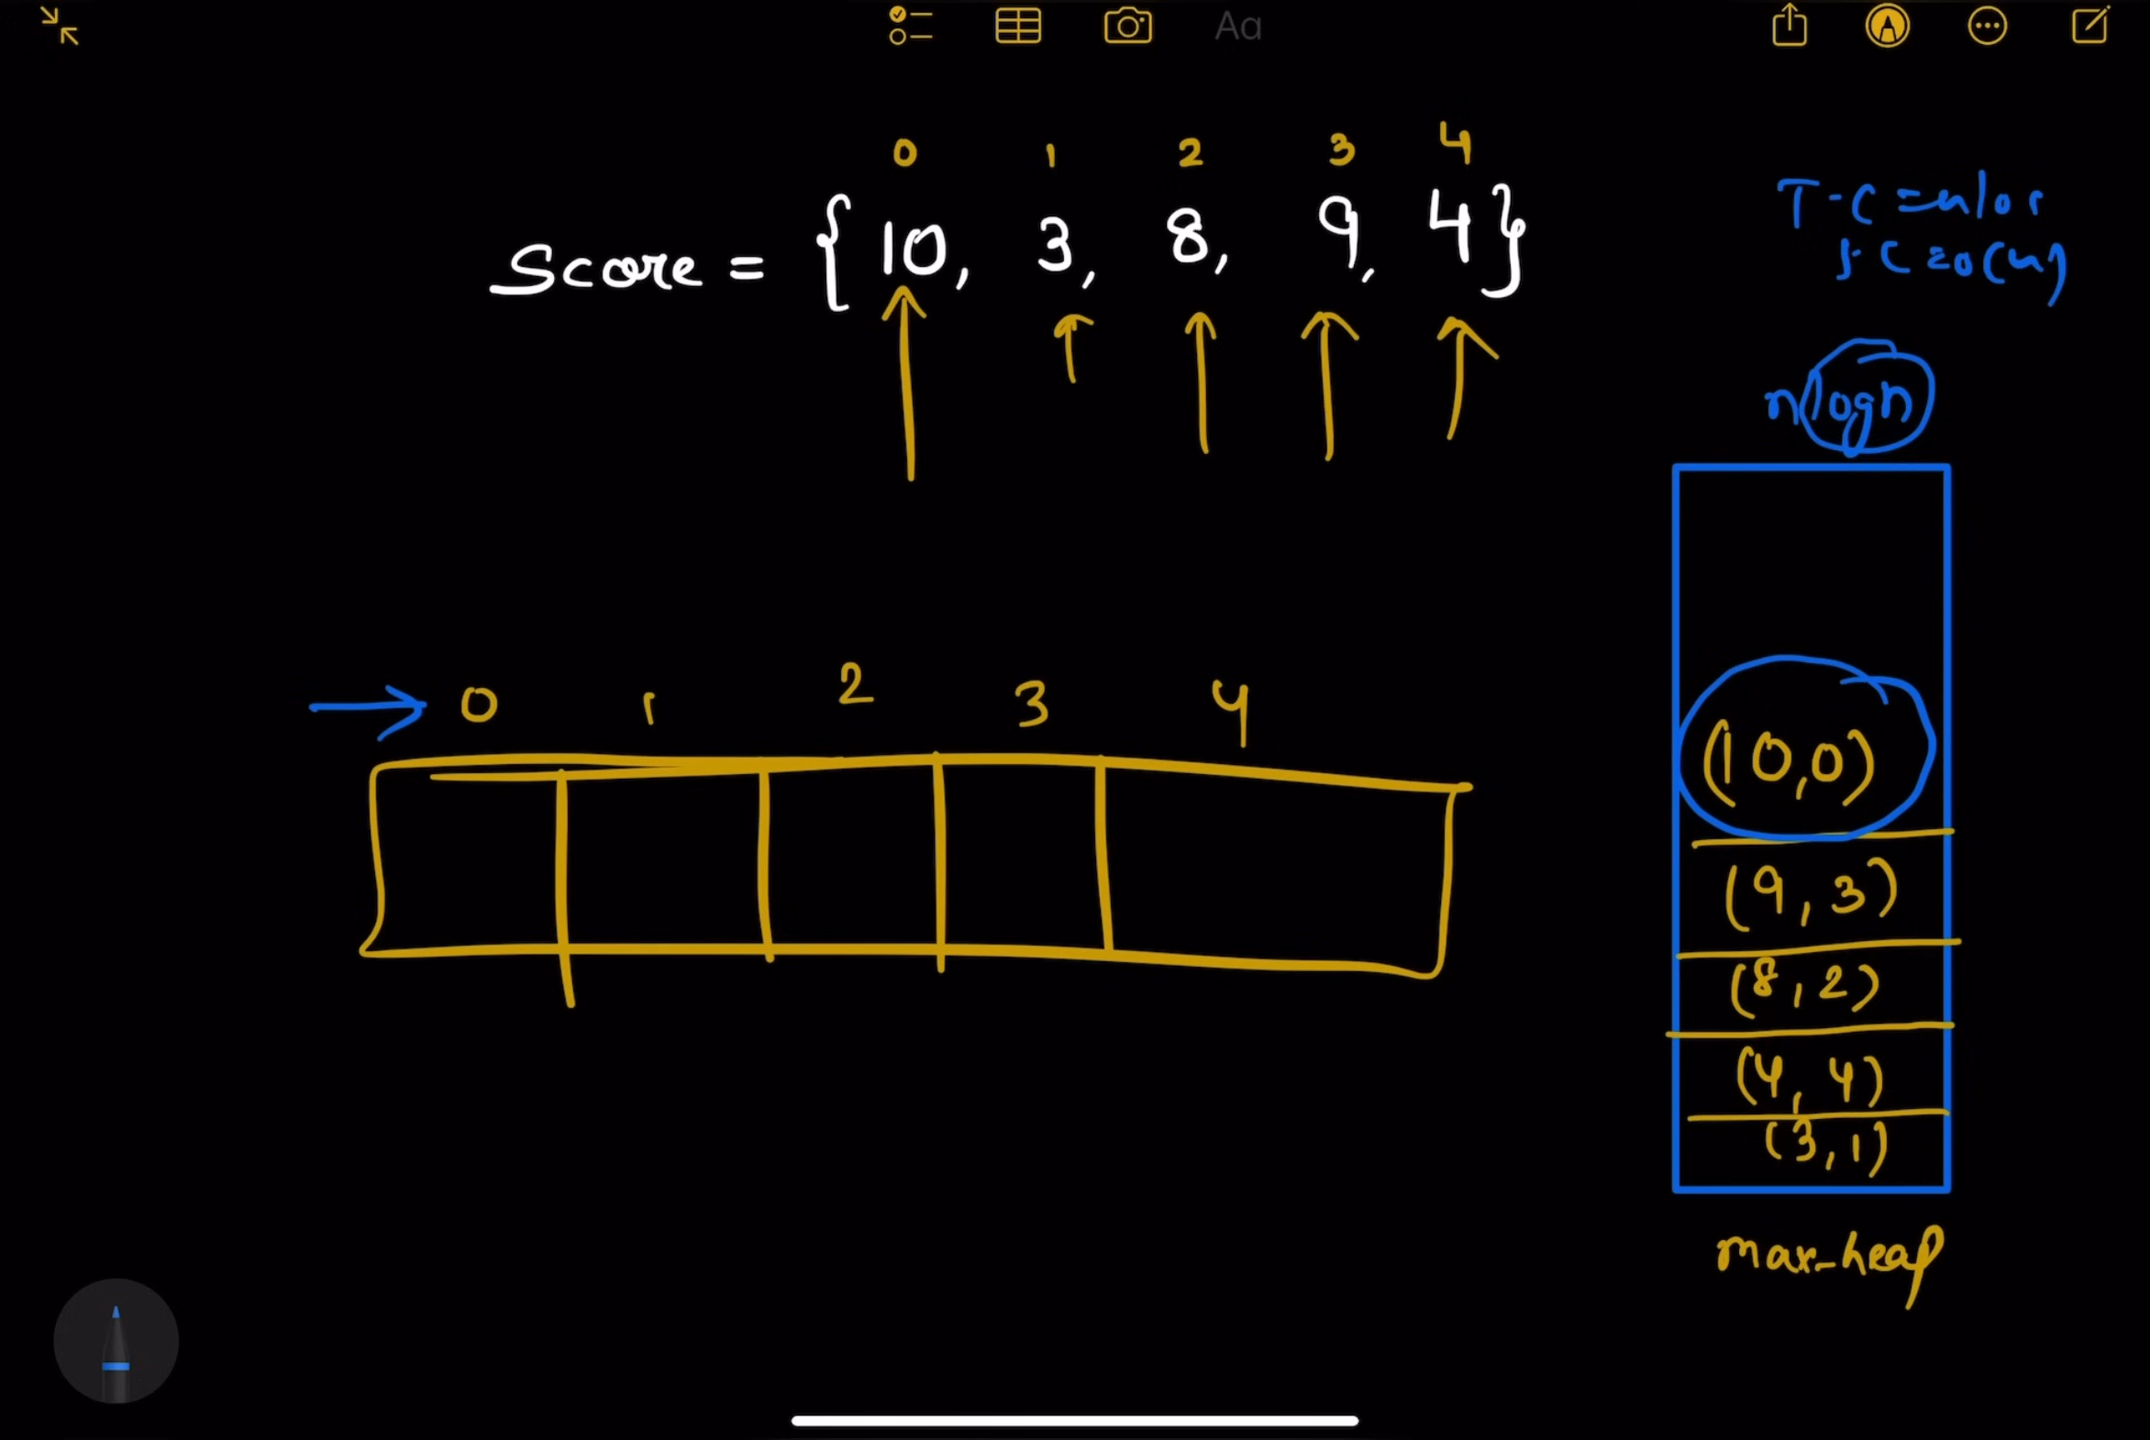 Aa
0 1 2 3 4
Score = { 10, 3, 8, 9, 4 }
T-C =
S-C = O(n)
nlogn
0 1 2 3 4
(10,0)
(9,3)
(8,2)
(4,4)
(3,1)
max_heap